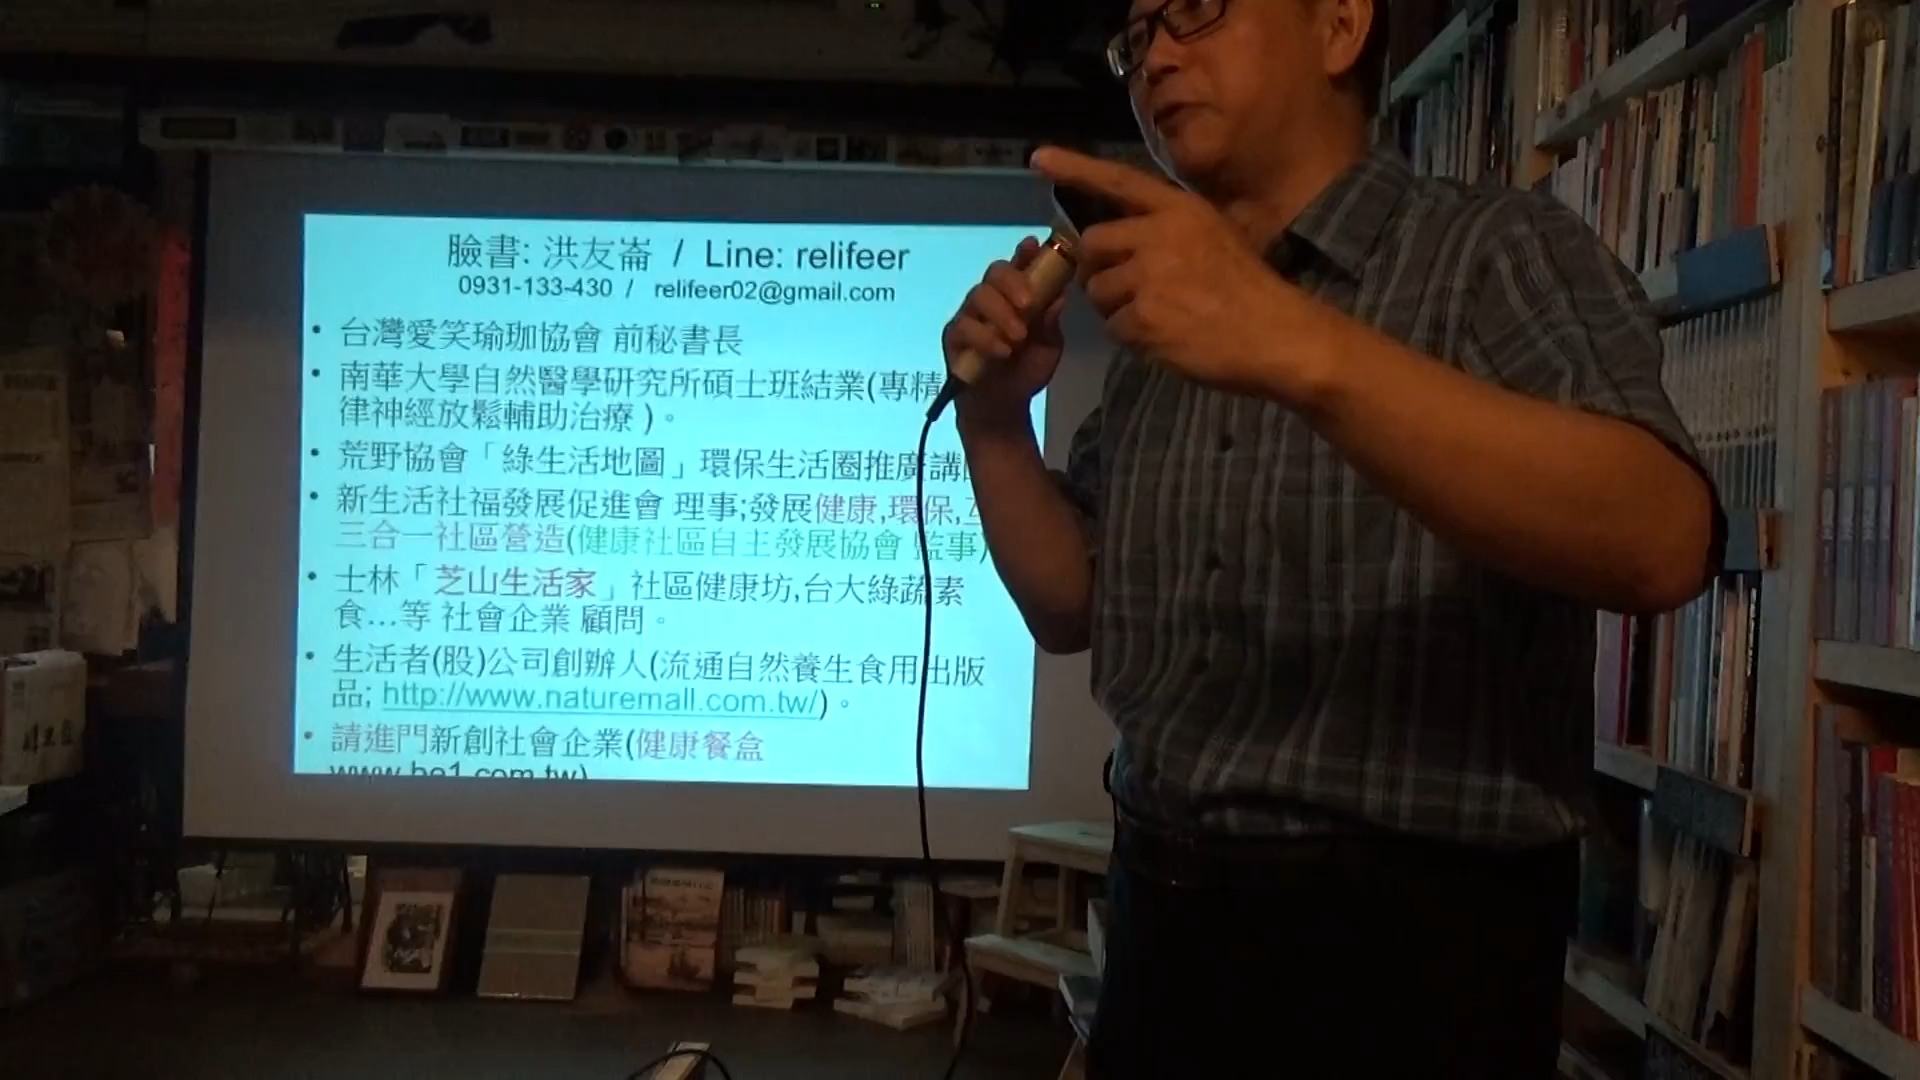 臉書: 洪友崙 / Line: relifeer
0931-133-430 / relifeer02@gmail.com
• 台灣愛笑瑜珈協會 前秘書長
• 南華大學自然醫學研究所碩士班結業(專精
律神經放鬆輔助治療 )。
• 荒野協會「綠生活地圖」環保生活圈推廣講
• 新生活社福發展促進會 理事;發展健康,環保,
三合一社區營造(健康社區自主發展協會 監事)
• 士林「芝山生活家」社區健康坊,台大綠蔬素
食...等 社會企業 顧問。
• 生活者(股)公司創辦人(流通自然養生食用出版
品; http://www.naturemall.com.tw/)。
• 請進門新創社會企業(健康餐盒
www.be1.com.tw)